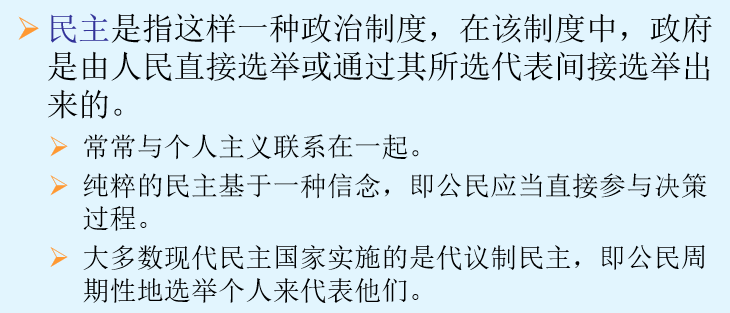 民主是指这样一种政治制度，在该制度中，政府
是由人民直接选举或通过其所选代表间接选举出
来的。
常常与个人主义联系在一起。
纯粹的民主基于一种信念，即公民应当直接参与决策
过程。
大多数现代民主国家实施的是代议制民主，即公民周
期性地选举个人来代表他们。